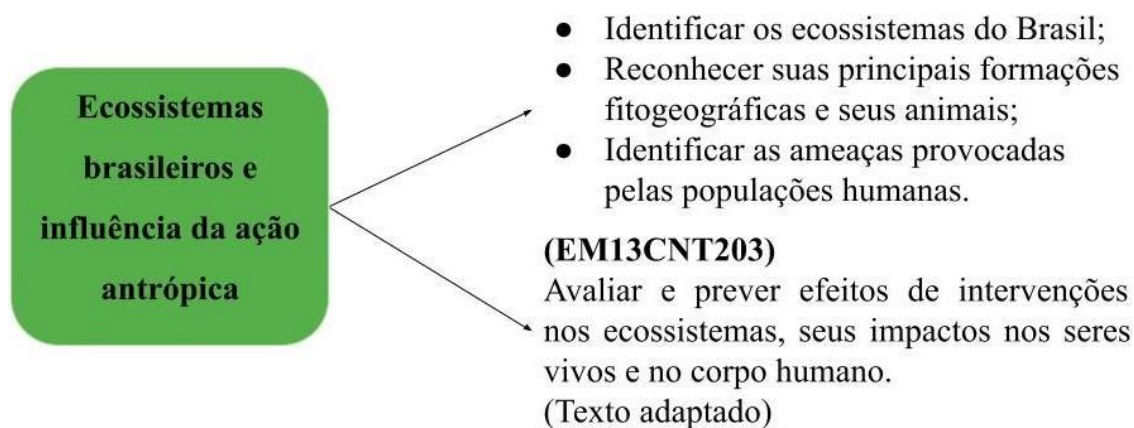 Ecossistemas
brasileiros e
influência da ação
antrópica
● Identificar os ecossistemas do Brasil;
● Reconhecer suas principais formações
fitogeográficas e seus animais;
● Identificar as ameaças provocadas
pelas populações humanas.
(EM13CNT203)
Avaliar e prever efeitos de intervenções
nos ecossistemas, seus impactos nos seres
vivos e no corpo humano.
(Texto adaptado)